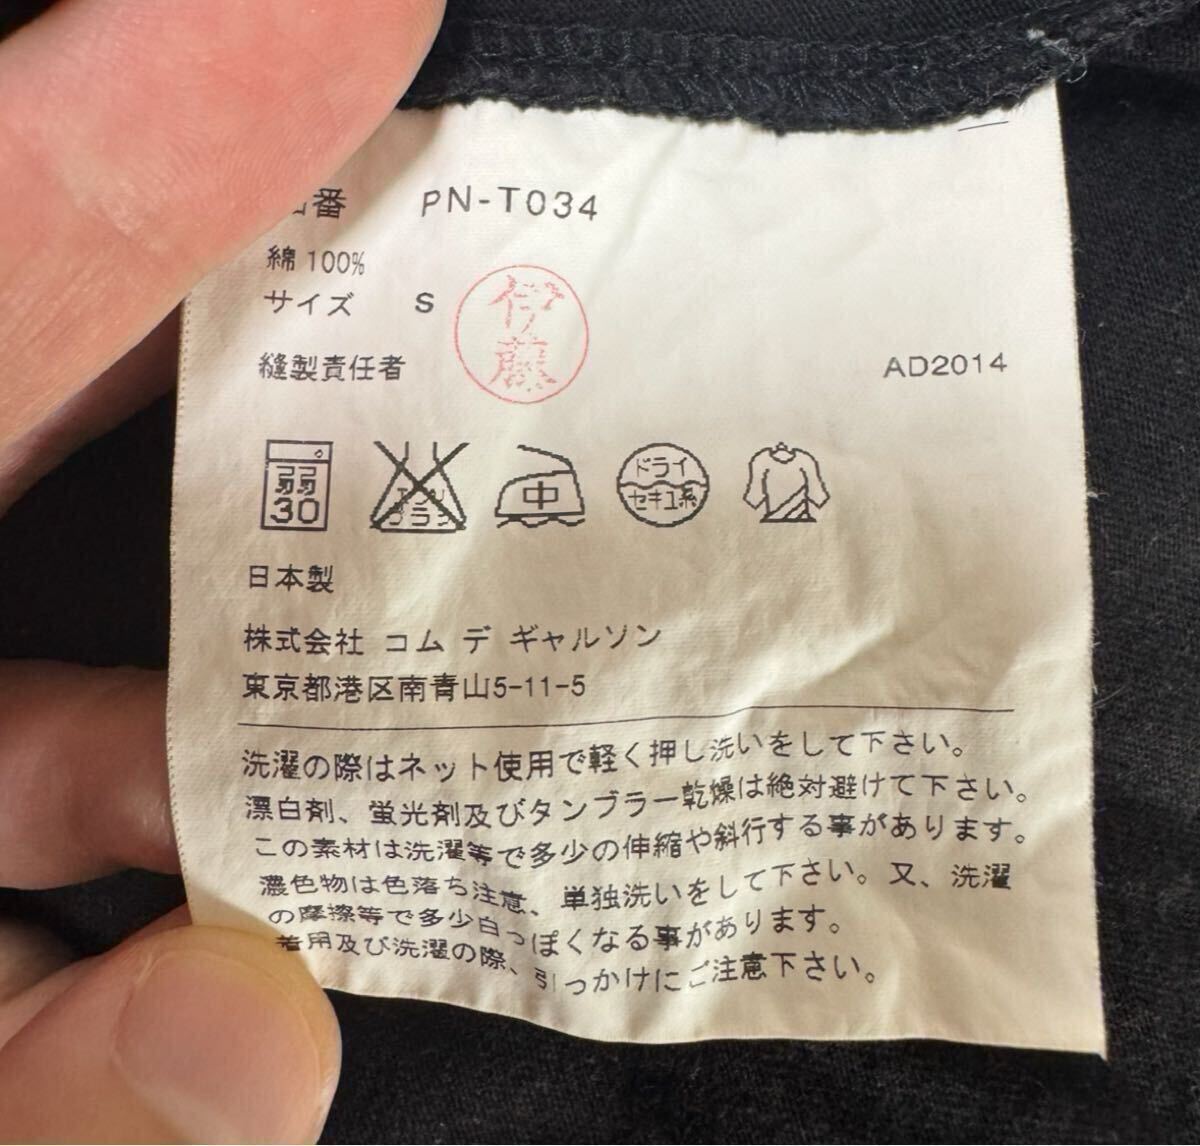 品番 PN-T034
綿 100%
サイズ S
伊藤
縫製責任者
AD2014
弱
30
エンソ
ブラシ
中
ドライ
セキユ系
日本製
株式会社 コム デ ギャルソン
東京都港区南青山5-11-5
洗濯の際はネット使用で軽く押し洗いをして下さい。
漂白剤、蛍光剤及びタンブラー乾燥は絶対避けて下さい。
この素材は洗濯等で多少の伸縮や斜行する事があります。
濃色物は色落ち注意、単独洗いをして下さい。又、洗濯
の摩擦等で多少白っぽくなる事があります。
着用及び洗濯の際、引っかけにご注意下さい。